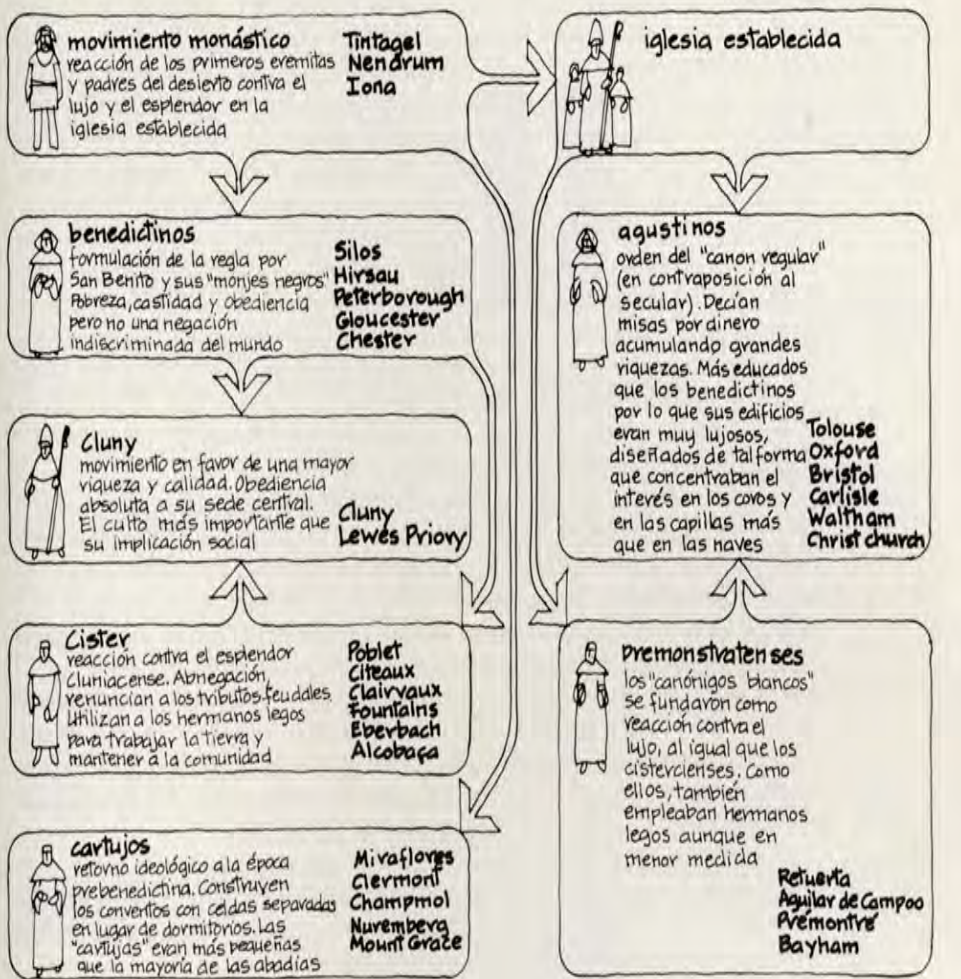 movimiento monástico
reacción de los primeros eremitas
y padres del desierto contra el
lujo y el esplendor en la
iglesia establecida
Tintagel
Nendrum
Iona
iglesia establecida
benedictinos
formulación de la regla por
San Benito y sus "monjes negros"
Pobreza, castidad y obediencia
pero no una negación
indiscriminada del mundo
Silos
Hirsau
Peterborough
Gloucester
Chester
agustinos
orden del "canon regular"
(en contraposición al
secular). Decían
misas por dinero
acumulando grandes
riquezas. Más educados
que los benedictinos
por lo que sus edificios
eran muy lujosos,
diseñados de tal forma
que concentraban el
interés en los coros y
en las capillas más
que en las naves
Tolouse
Oxford
Bristol
Carlisle
Waltham
Christ church
Cluny
movimiento en favor de una mayor
riqueza y calidad. Obediencia
absoluta a su sede central.
El culto más importante que
su implicación social
Cluny
Lewes Priory
Cister
reacción contra el esplendor
cluniacense. Abnegación,
renuncian a los tributos feudales.
Utilizan a los hermanos legos
para trabajar la tierra y
mantener a la comunidad
Poblet
Citeaux
Clairvaux
Fountains
Eberbach
Alcobaça
premonstratenses
los "canónigos blancos"
se fundaron como
reacción contra el
lujo, al igual que los
cistercienses. Como
ellos, también
empleaban hermanos
legos aunque en
menor medida
Retuerta
Aguilar de Campoo
Prémontré
Bayham
cartujos
retorno ideológico a la época
prebenedictina. Construyen
los conventos con celdas separadas
en lugar de dormitorios. Las
"cartujas" eran más pequeñas
que la mayoría de las abadías
Miraflores
Clermont
Champmol
Nuremberg
Mount Grace